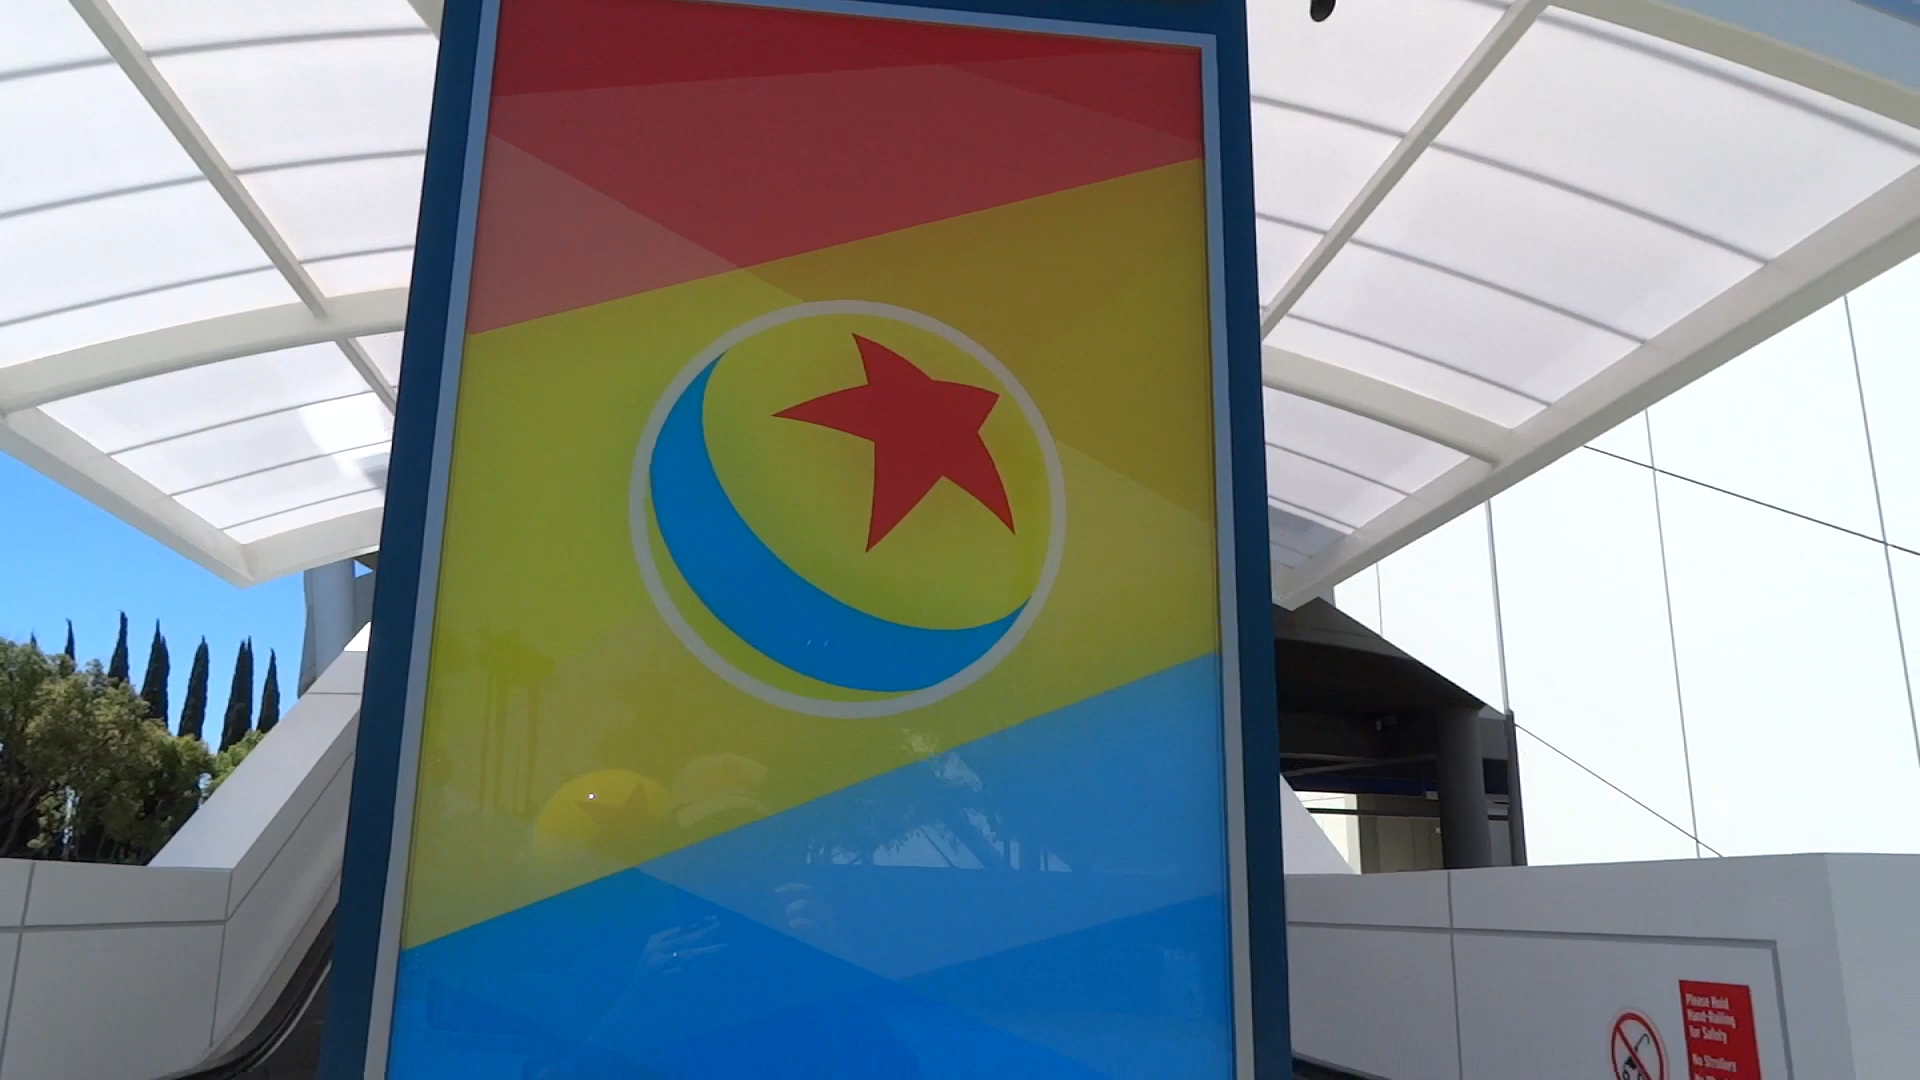 Please Hold
Hand-Railing
for Safety
No Strollers